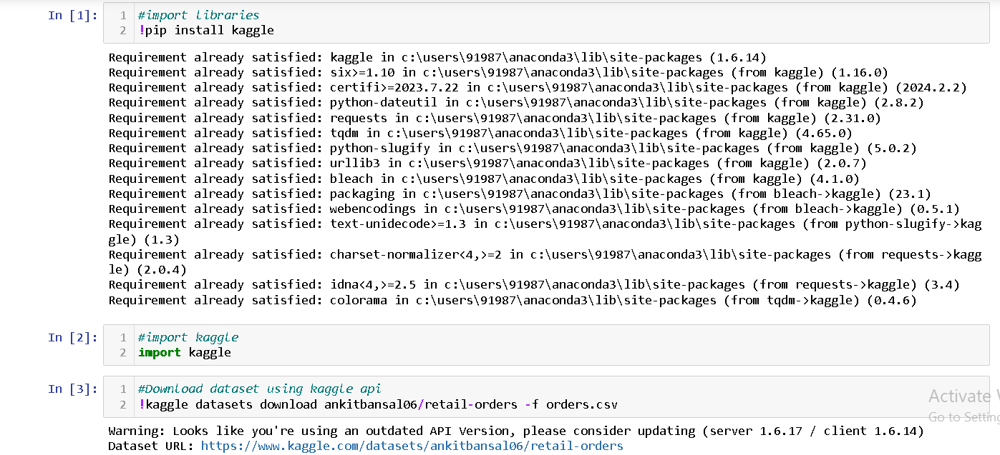 In [1]:
1 #import libraries
2 !pip install kaggle
Requirement already satisfied: kaggle in c:\users\91987\anaconda3\lib\site-packages (1.6.14)
Requirement already satisfied: six>=1.10 in c:\users\91987\anaconda3\lib\site-packages (from kaggle) (1.16.0)
Requirement already satisfied: certifi>=2023.7.22 in c:\users\91987\anaconda3\lib\site-packages (from kaggle) (2024.2.2)
Requirement already satisfied: python-dateutil in c:\users\91987\anaconda3\lib\site-packages (from kaggle) (2.8.2)
Requirement already satisfied: requests in c:\users\91987\anaconda3\lib\site-packages (from kaggle) (2.31.0)
Requirement already satisfied: tqdm in c:\users\91987\anaconda3\lib\site-packages (from kaggle) (4.65.0)
Requirement already satisfied: python-slugify in c:\users\91987\anaconda3\lib\site-packages (from kaggle) (5.0.2)
Requirement already satisfied: urllib3 in c:\users\91987\anaconda3\lib\site-packages (from kaggle) (2.0.7)
Requirement already satisfied: bleach in c:\users\91987\anaconda3\lib\site-packages (from kaggle) (4.1.0)
Requirement already satisfied: packaging in c:\users\91987\anaconda3\lib\site-packages (from bleach->kaggle) (23.1)
Requirement already satisfied: webencodings in c:\users\91987\anaconda3\lib\site-packages (from bleach->kaggle) (0.5.1)
Requirement already satisfied: text-unidecode>=1.3 in c:\users\91987\anaconda3\lib\site-packages (from python-slugify->kag
gle) (1.3)
Requirement already satisfied: charset-normalizer<4,>=2 in c:\users\91987\anaconda3\lib\site-packages (from requests->kagg
le) (2.0.4)
Requirement already satisfied: idna<4,>=2.5 in c:\users\91987\anaconda3\lib\site-packages (from requests->kaggle) (3.4)
Requirement already satisfied: colorama in c:\users\91987\anaconda3\lib\site-packages (from tqdm->kaggle) (0.4.6)
In [2]:
1 #import kaggle
2 import kaggle
In [3]:
1 #Download dataset using kaggle api
2 !kaggle datasets download ankitbansal06/retail-orders -f orders.csv
Activate
Go to Setting
Warning: Looks like you're using an outdated API Version, please consider updating (server 1.6.17 / client 1.6.14)
Dataset URL: https://www.kaggle.com/datasets/ankitbansal06/retail-orders